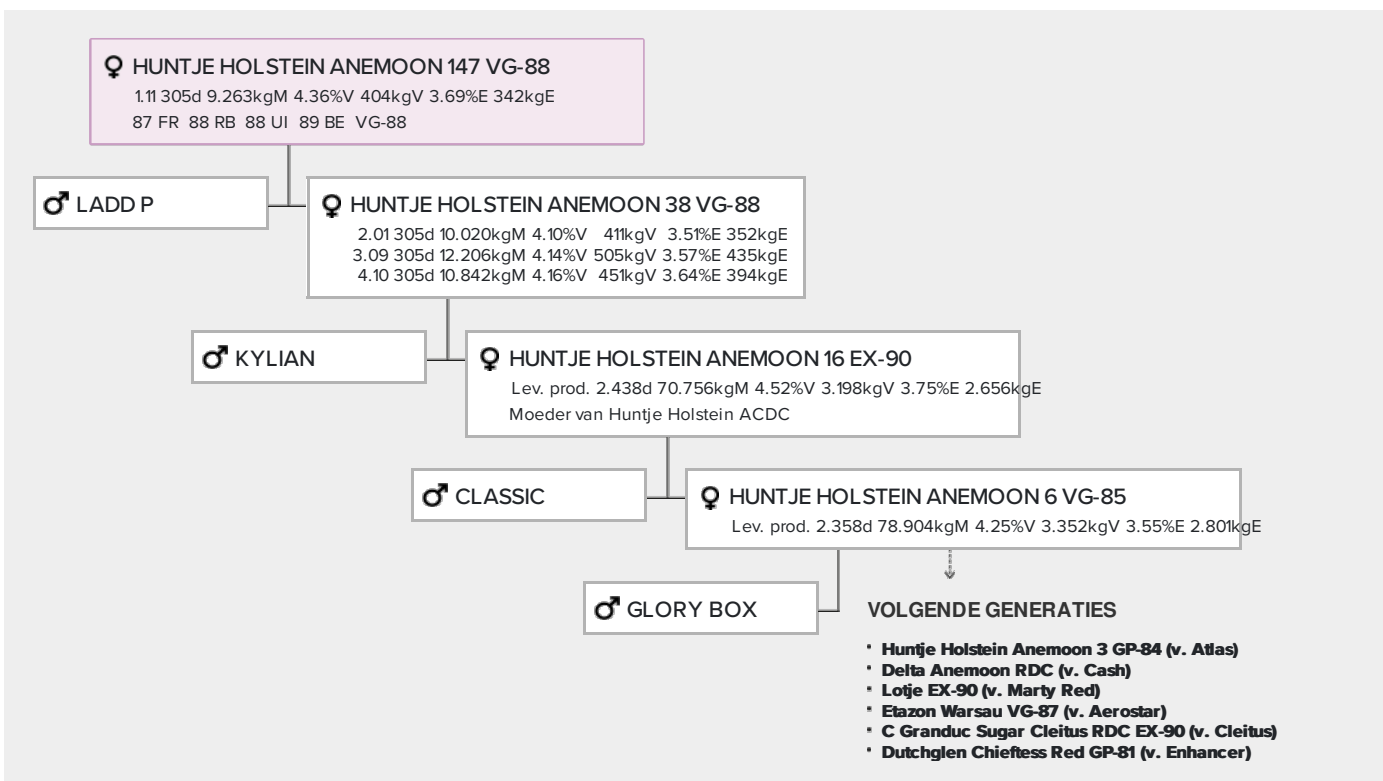 HUNTJE HOLSTEIN ANEMOON 147 VG-88
1.11 305d 9.263kgM 4.36%V 404kgV 3.69%E 342kgE
87 FR 88 RB 88 UI 89 BE VG-88
LADD P
HUNTJE HOLSTEIN ANEMOON 38 VG-88
2.01 305d 10.020kgM 4.10%V 411kgV 3.51%E 352kgE
3.09 305d 12.206kgM 4.14%V 505kgV 3.57%E 435kgE
4.10 305d 10.842kgM 4.16%V 451kgV 3.64%E 394kgE
KYLIAN
HUNTJE HOLSTEIN ANEMOON 16 EX-90
Lev. prod. 2.438d 70.756kgM 4.52%V 3.198kgV 3.75%E 2.656kgE
Moeder van Huntje Holstein ACDC
CLASSIC
HUNTJE HOLSTEIN ANEMOON 6 VG-85
Lev. prod. 2.358d 78.904kgM 4.25%V 3.352kgV 3.55%E 2.801kgE
GLORY BOX
VOLGENDE GENERATIES
· Huntje Holstein Anemoon 3 GP-84 (v. Atlas)
· Delta Anemoon RDC (v. Cash)
· Lotje EX-90 (v. Marty Red)
· Etazon Warsau VG-87 (v. Aerostar)
· C Granduc Sugar Cleitus RDC EX-90 (v. Cleitus)
· Dutchglen Chieftess Red GP-81 (v. Enhancer)